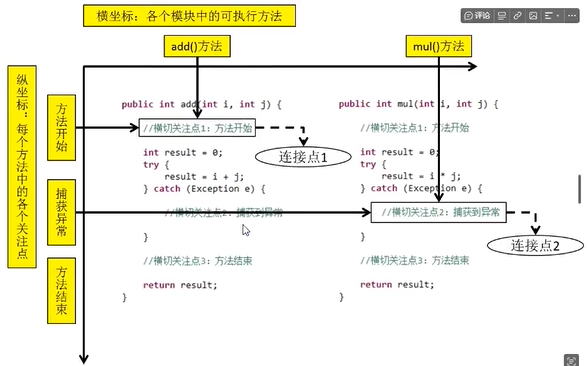 评论
横坐标：各个模块中的可执行方法
add()方法
mul()方法
纵坐标：每个方法中的各个关注点
方法开始
捕获异常
方法结束
public int add(int i, int j) {
//横切关注点1：方法开始
int result = 0;
try {
result = i + j;
} catch (Exception e) {
//横切关注点2：捕获到异常
}
//横切关注点3：方法结束
return result;
}
连接点1
public int mul(int i, int j) {
//横切关注点1：方法开始
int result = 0;
try {
result = i * j;
} catch (Exception e) {
//横切关注点2：捕获到异常
}
//横切关注点3：方法结束
return result;
}
连接点2